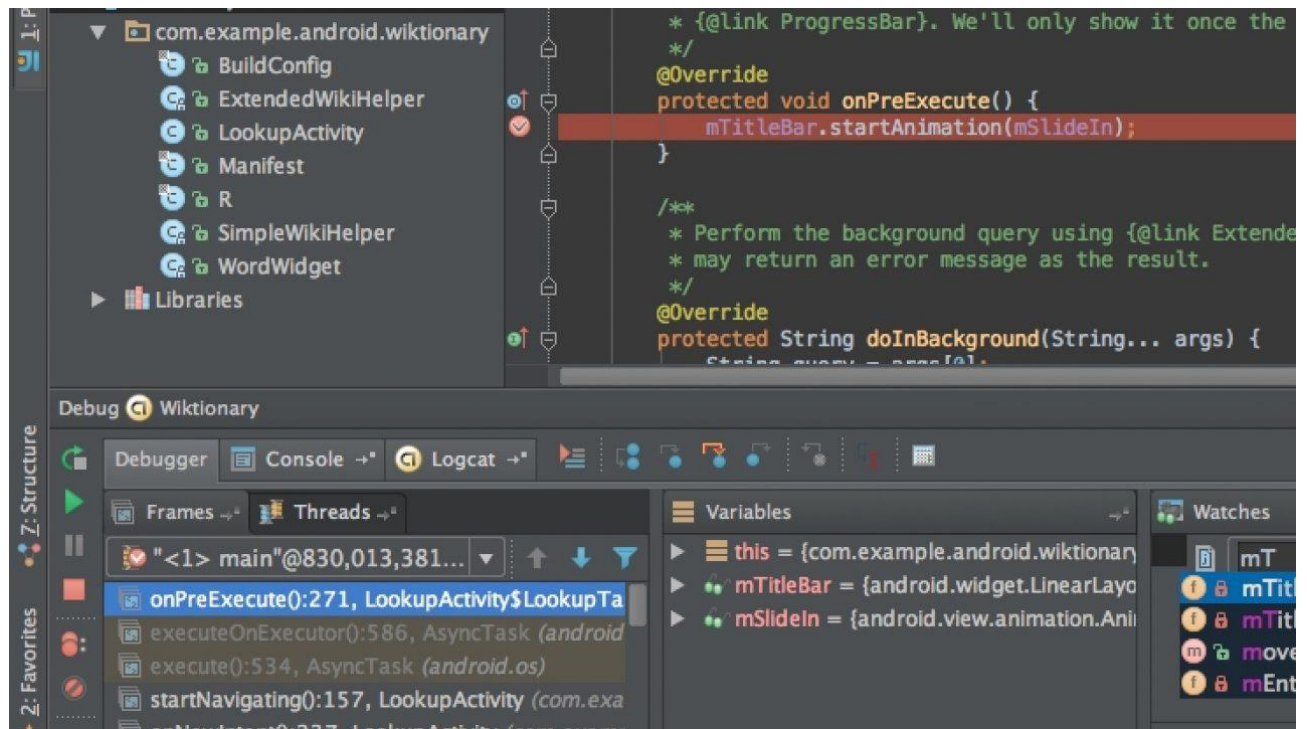 1: P
com.example.android.wiktionary
BuildConfig
ExtendedWikiHelper
LookupActivity
Manifest
R
SimpleWikiHelper
WordWidget
Libraries
* {@link ProgressBar}. We'll only show it once the
*/
@Override
protected void onPreExecute() {
mTitleBar.startAnimation(mSlideIn);
}
/**
* Perform the background query using {@link Extende
* may return an error message as the result.
*/
@Override
protected String doInBackground(String... args) {
String query = args[0];
Debug Wiktionary
Z: Structure
2: Favorites
Debugger Console Logcat
Frames Threads
"<1> main"@830,013,381...
onPreExecute():271, LookupActivity$LookupTa
executeOnExecutor():586, AsyncTask (android
execute():534, AsyncTask (android.os)
startNavigating():157, LookupActivity (com.exa
Variables
this = {com.example.android.wiktionary
mTitleBar = {android.widget.LinearLayo
mSlideIn = {android.view.animation.Ani
Watches
mT
mTitl
mTitl
move
mEnt